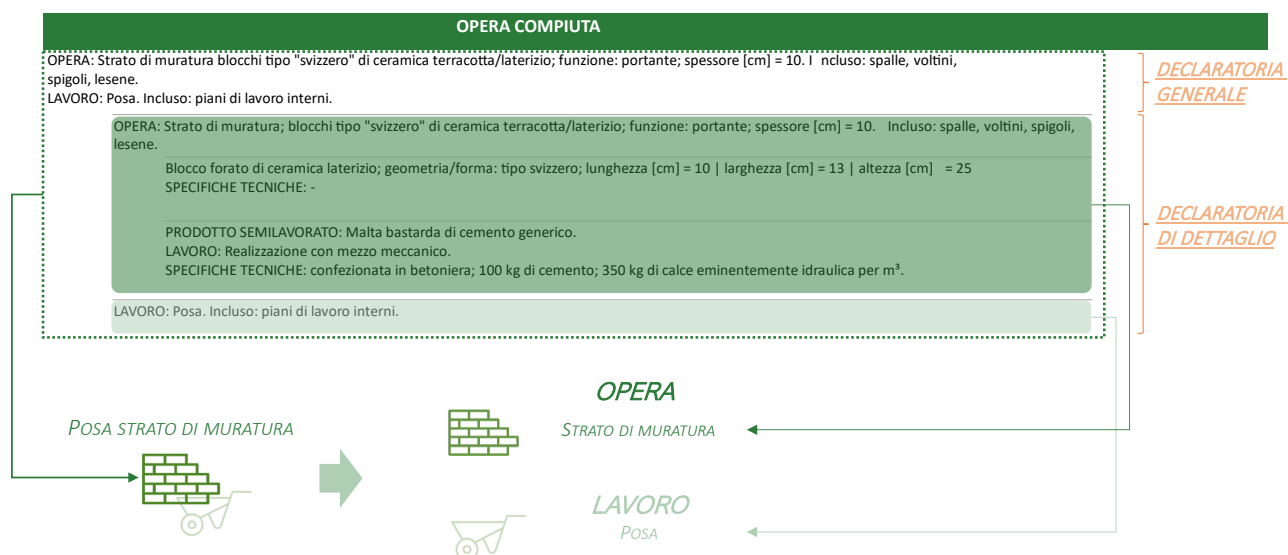 OPERA COMPIUTA
OPERA: Strato di muratura blocchi tipo "svizzero" di ceramica terracotta/laterizio; funzione: portante; spessore [cm] = 10. I ncluso: spalle, voltini,
spigoli, lesene.
LAVORO: Posa. Incluso: piani di lavoro interni.
DECLARATORIA
GENERALE
OPERA: Strato di muratura; blocchi tipo "svizzero" di ceramica terracotta/laterizio; funzione: portante; spessore [cm] = 10. Incluso: spalle, voltini, spigoli,
lesene.
Blocco forato di ceramica laterizio; geometria/forma: tipo svizzero; lunghezza [cm] = 10 | larghezza [cm] = 13 | altezza [cm] = 25
SPECIFICHE TECNICHE: -
PRODOTTO SEMILAVORATO: Malta bastarda di cemento generico.
LAVORO: Realizzazione con mezzo meccanico.
SPECIFICHE TECNICHE: confezionata in betoniera; 100 kg di cemento; 350 kg di calce eminentemente idraulica per m³.
DECLARATORIA
DI DETTAGLIO
LAVORO: Posa. Incluso: piani di lavoro interni.
OPERA
POSA STRATO DI MURATURA
STRATO DI MURATURA
LAVORO
POSA